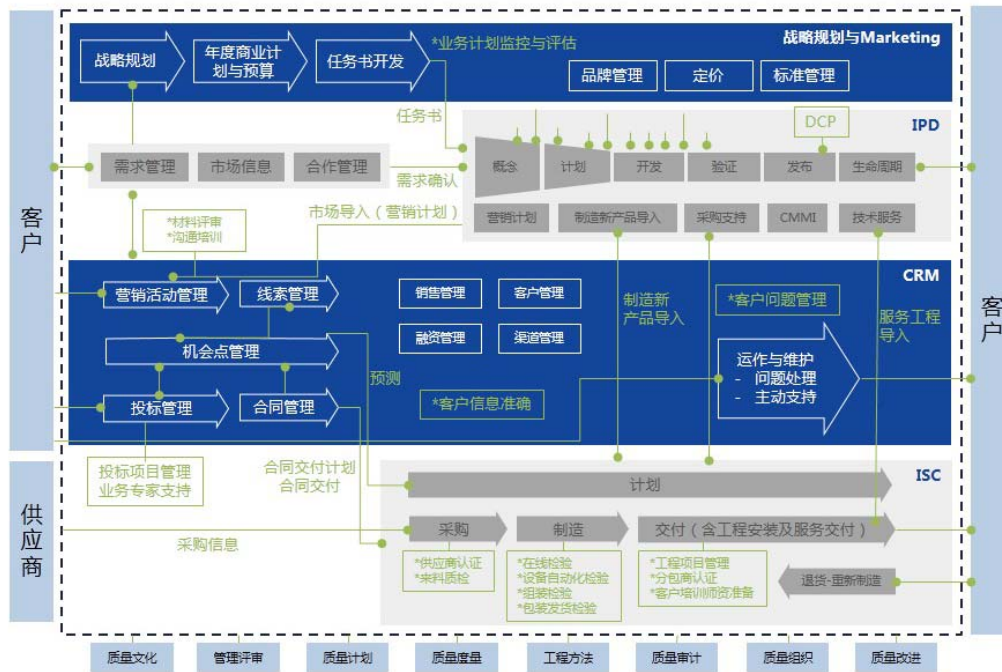 战略规划与Marketing
战略规划
年度商业计
划与预算
任务书开发
*业务计划监控与评估
品牌管理
定价
标准管理
任务书
DCP
IPD
需求管理
市场信息
合作管理
需求确认
概念
计划
开发
验证
发布
生命周期
市场导入（营销计划）
营销计划
制造新产品导入
采购支持
CMMI
技术服务
*材料评审
*沟通培训
客户
客户
CRM
营销活动管理
线索管理
销售管理
客户管理
制造新
产品导入
*客户问题管理
服务工程
导入
融资管理
渠道管理
机会点管理
预测
运作与维护
- 问题处理
- 主动支持
投标管理
合同管理
*客户信息准确
投标项目管理
业务专家支持
合同交付计划
合同交付
ISC
计划
供应商
采购信息
采购
制造
交付（含工程安装及服务交付）
*供应商认证
*来料质检
*在线检验
*设备自动化检验
*组装检验
*包装发货检验
*工程项目管理
*分包商认证
*客户培训师资准备
退货-重新制造
质量文化
管理评审
质量计划
质量度量
工程方法
质量审计
质量组织
质量改进